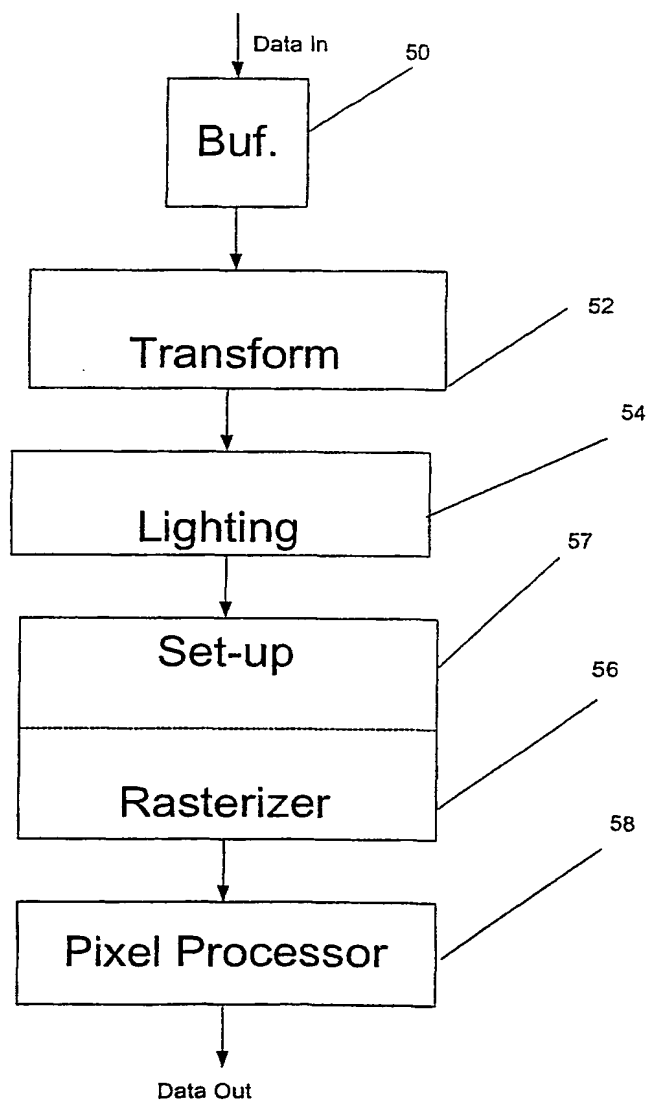 Data In
50
Buf.
52
Transform
54
Lighting
57
Set-up
56
Rasterizer
58
Pixel Processor
Data Out